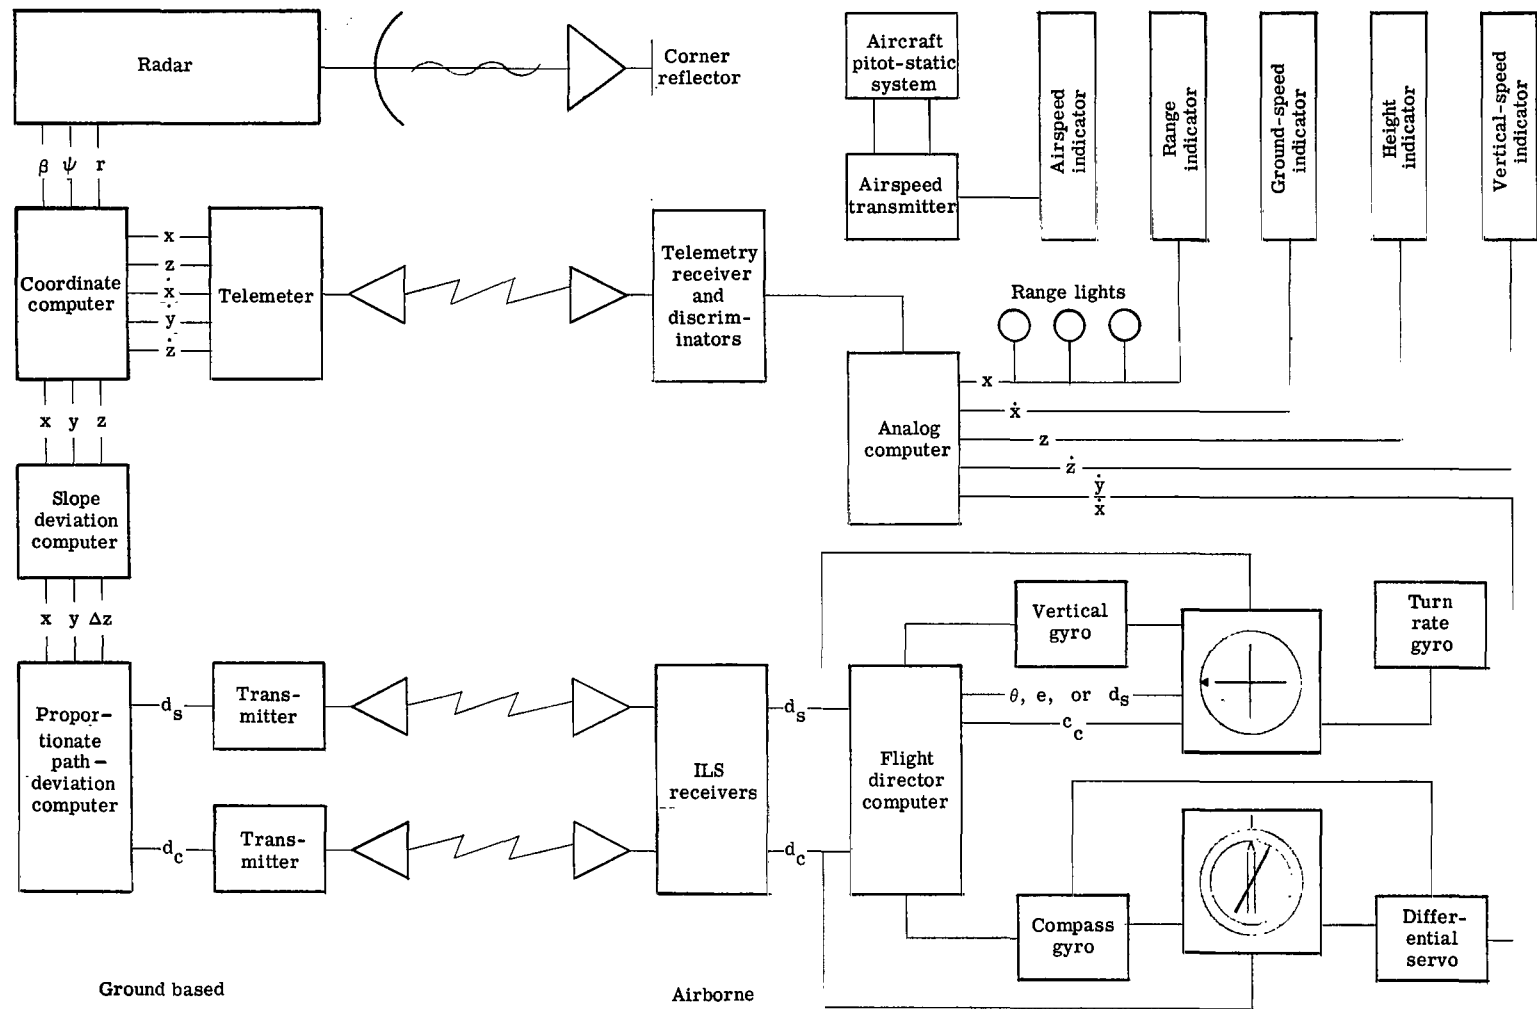 Radar
Corner
reflector
Aircraft
pitot-static
system
Airspeed
indicator
Range
indicator
Ground-speed
indicator
Height
indicator
Vertical-speed
indicator
β ψ r
Airspeed
transmitter
Coordinate
computer
x
z
ẋ
ẏ
ż
Telemeter
Telemetry
receiver
and
discrim-
inators
Range lights
Analog
computer
x
ẋ
z
ż
ẏ
ẋ
x y z
Slope
deviation
computer
x y Δz
Propor-
tionate
path-
deviation
computer
d_s
Trans-
mitter
d_c
Trans-
mitter
ILS
receivers
d_s
d_c
Flight
director
computer
Vertical
gyro
θ, e, or d_s
c_c
Turn
rate
gyro
Compass
gyro
Differ-
ential
servo
Ground based
Airborne